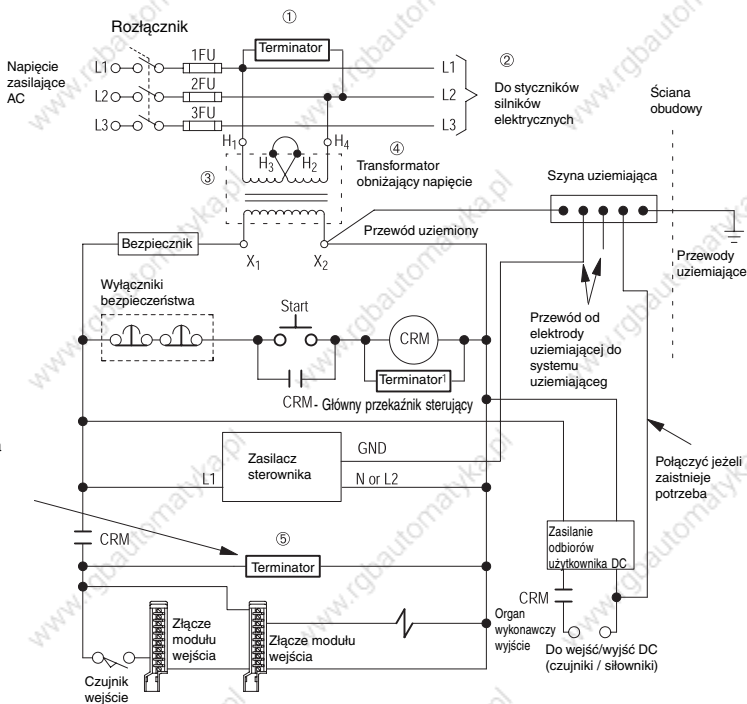 Rozłącznik
①
Terminator
1FU
2FU
3FU
Napięcie
zasilające
AC
L1
L2
L3
L1
L2
L3
②
Do styczników
silników
elektrycznych
Ściana
obudowy
H1
H3
H2
H4
③
④
Transformator
obniżający napięcie
Szyna uziemiająca
Przewód uziemiony
Bezpiecznik
X1
X2
Przewody
uziemiające
Wyłączniki
bezpieczeństwa
Start
CRM
Terminator1
CRM - Główny przekaźnik sterujący
Przewód od
elektrody
uziemiającej do
systemu
uziemiająceg
Zasilacz
sterownika
GND
L1
N or L2
Połączyć jeżeli
zaistnieje
potrzeba
a
CRM
⑤
Terminator
Zasilanie
odbiorów
użytkownika DC
CRM
Organ
wykonawczy
wyjście
Do wejść/wyjść DC
(czujniki / siłowniki)
Złącze
modułu
wejścia
Złącze modułu
wejścia
Czujnik
wejście
www.rgbautomatyka.pl